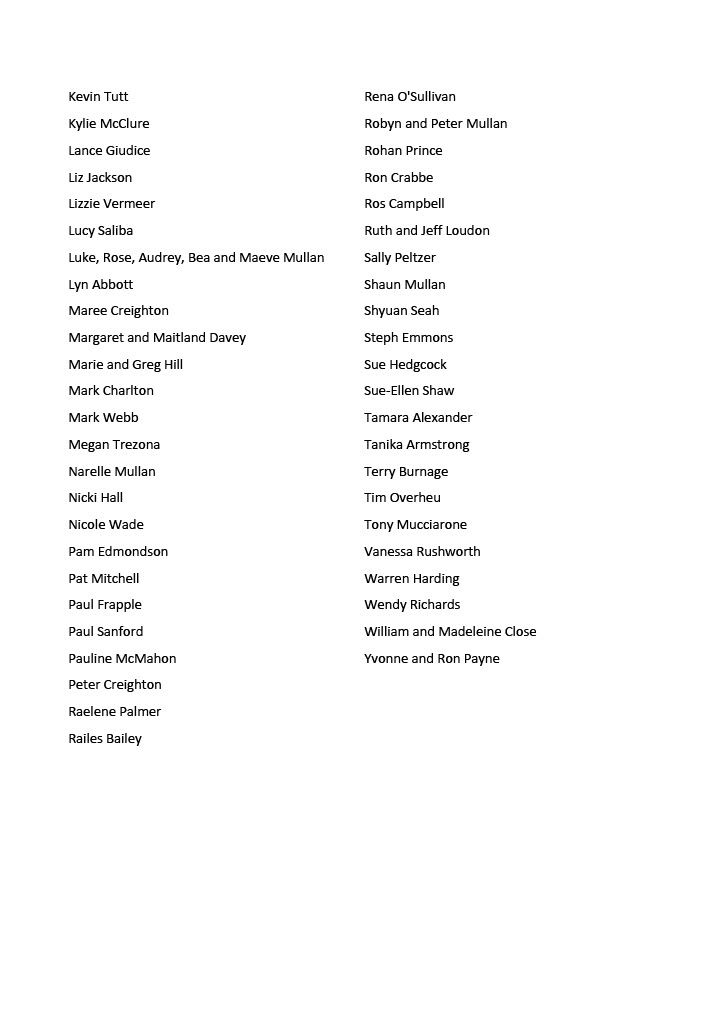 Kevin Tutt
Kylie McClure
Lance Giudice
Liz Jackson
Lizzie Vermeer
Lucy Saliba
Luke, Rose, Audrey, Bea and Maeve Mullan
Lyn Abbott
Maree Creighton
Margaret and Maitland Davey
Marie and Greg Hill
Mark Charlton
Mark Webb
Megan Trezona
Narelle Mullan
Nicki Hall
Nicole Wade
Pam Edmondson
Pat Mitchell
Paul Frapple
Paul Sanford
Pauline McMahon
Peter Creighton
Raelene Palmer
Railes Bailey
Rena O'Sullivan
Robyn and Peter Mullan
Rohan Prince
Ron Crabbe
Ros Campbell
Ruth and Jeff Loudon
Sally Peltzer
Shaun Mullan
Shyuan Seah
Steph Emmons
Sue Hedgcock
Sue-Ellen Shaw
Tamara Alexander
Tanika Armstrong
Terry Burnage
Tim Overheu
Tony Mucciarone
Vanessa Rushworth
Warren Harding
Wendy Richards
William and Madeleine Close
Yvonne and Ron Payne